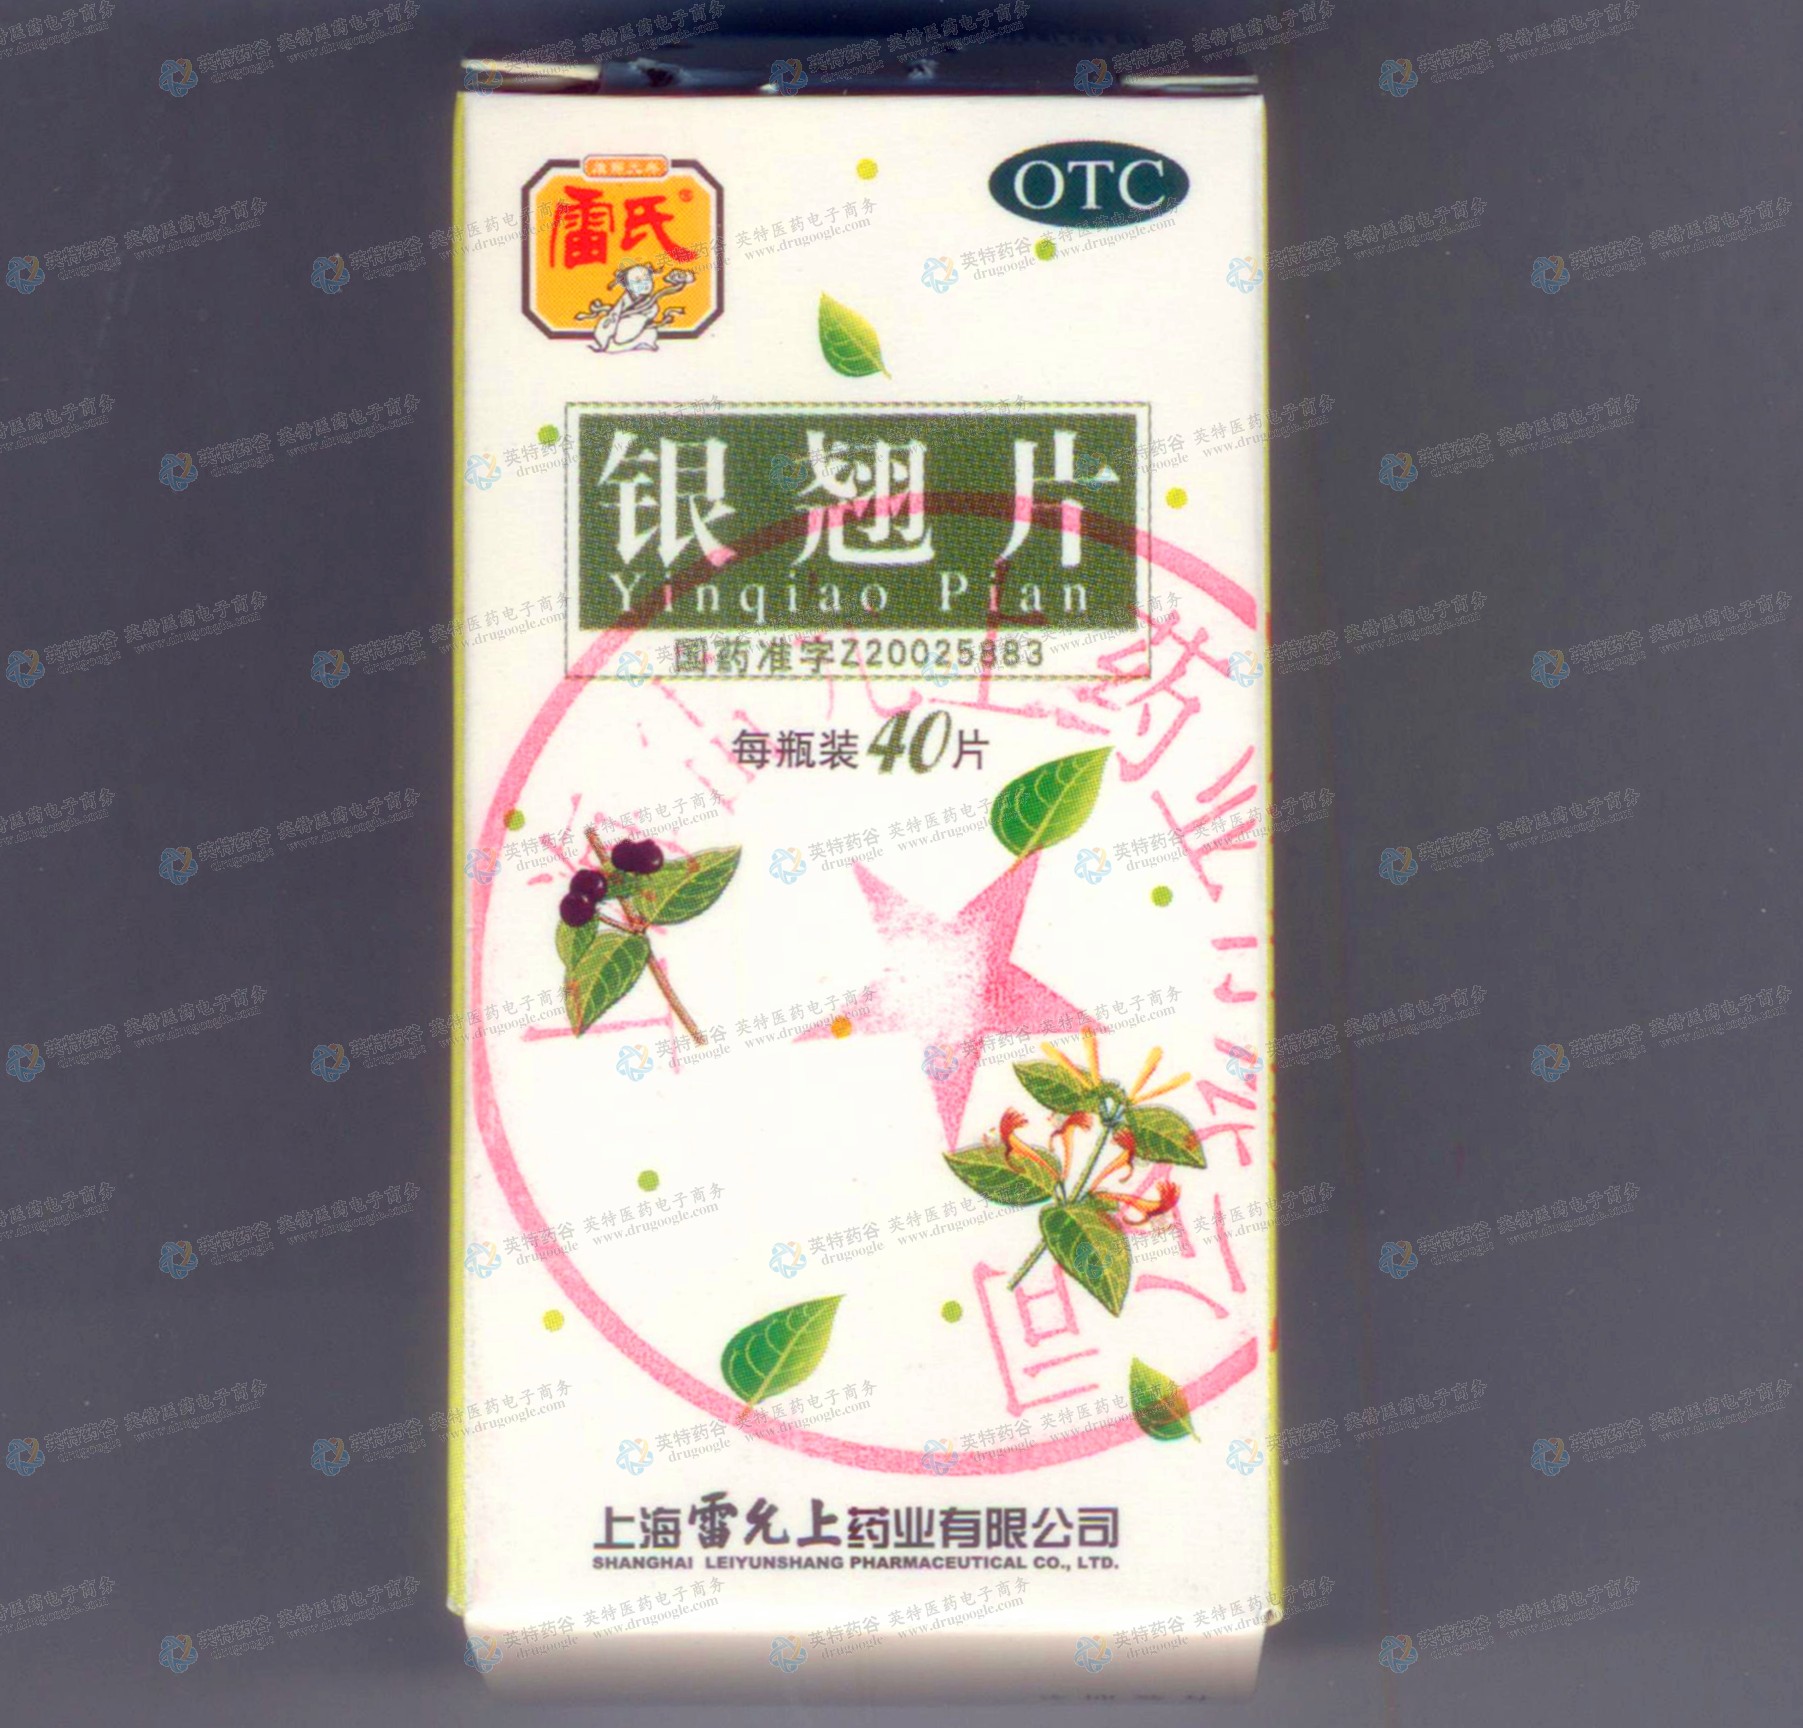 雷氏®
OTC
银翘片
Yinqiao Pian
国药准字Z20025883
每瓶装40片
上海雷允上药业有限公司
SHANGHAI LEIYUNSHANG PHARMACEUTICAL CO., LTD.
英特药谷 英特医药电子商务
drugoogle www.drugoogle.com